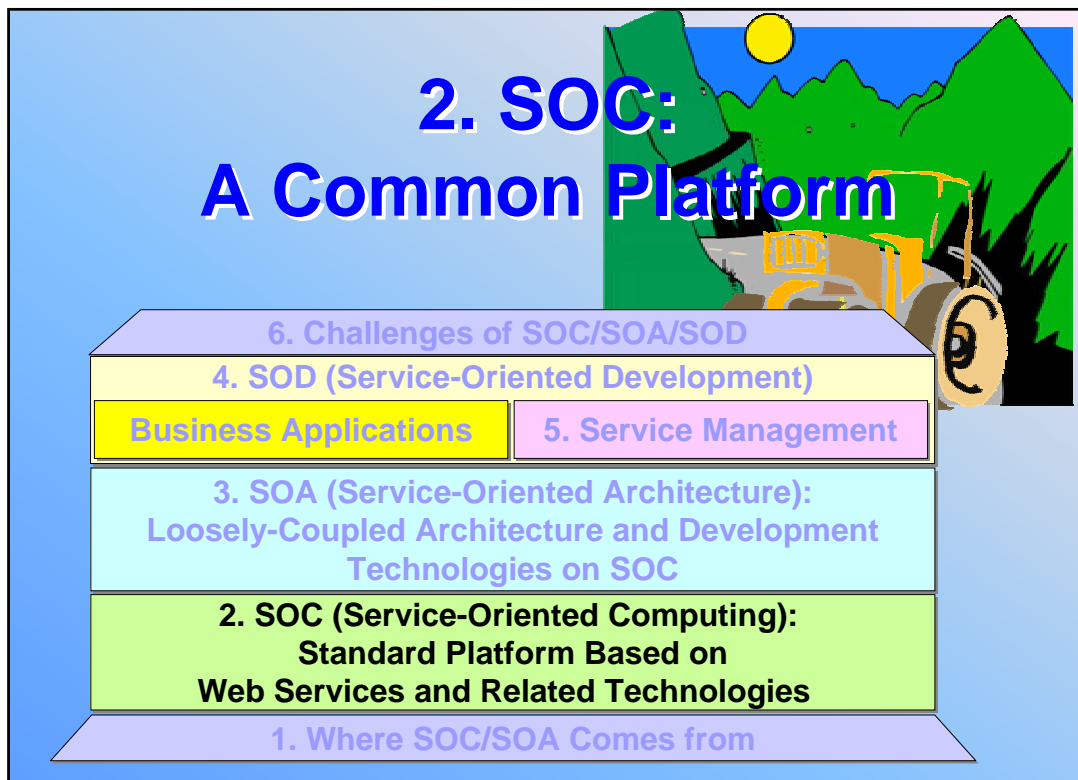 2. SOC:
A Common Platform
6. Challenges of SOC/SOA/SOD
4. SOD (Service-Oriented Development)
Business Applications
5. Service Management
3. SOA (Service-Oriented Architecture):
Loosely-Coupled Architecture and Development
Technologies on SOC
2. SOC (Service-Oriented Computing):
Standard Platform Based on
Web Services and Related Technologies
1. Where SOC/SOA Comes from